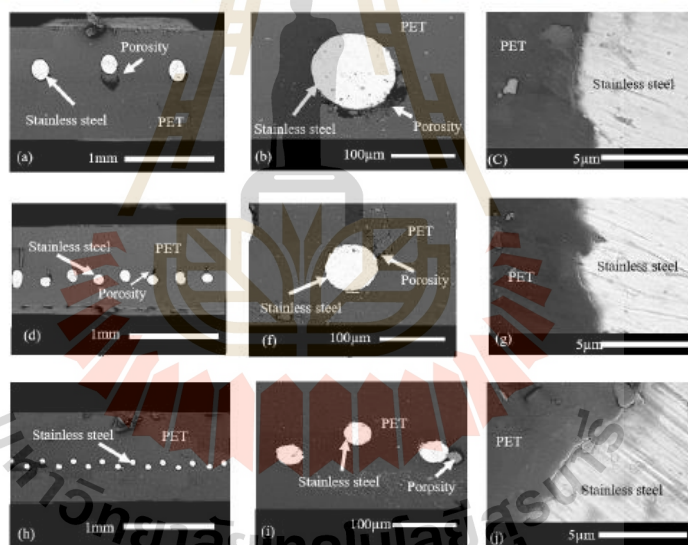 Porosity
Stainless steel
PET
(a)
1mm
PET
Stainless steel
Porosity
(b)
100µm
PET
Stainless steel
(C)
5µm
Stainless steel
PET
Porosity
(d)
1mm
PET
Porosity
Stainless steel
(f)
100µm
Stainless steel
PET
(g)
5µm
Stainless steel
PET
(h)
1mm
PET
Stainless steel
Porosity
(i)
100µm
PET
Stainless steel
(j)
5µm